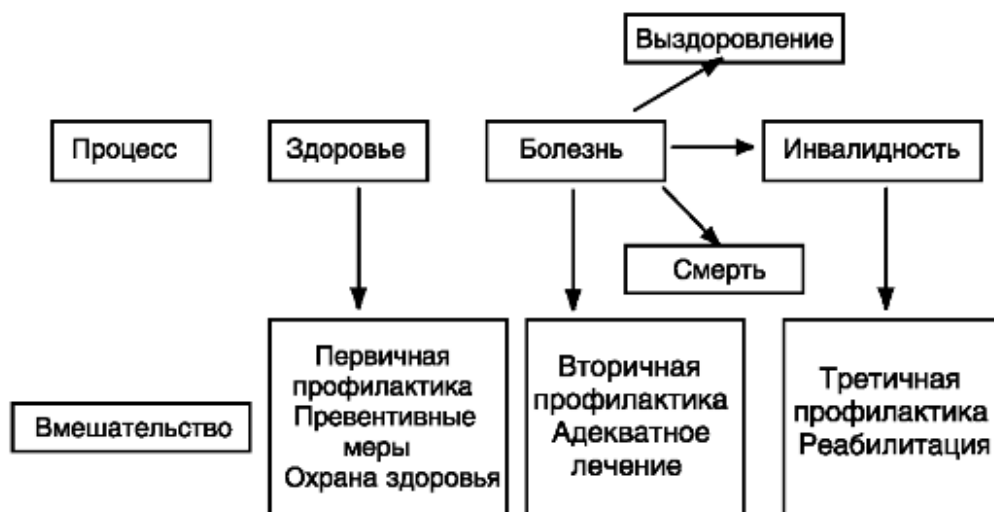 Выздоровление
Процесс
Здоровье
Болезнь
Инвалидность
Смерть
Вмешательство
Первичная
профилактика
Превентивные
меры
Охрана здоровья
Вторичная
профилактика
Адекватное
лечение
Третичная
профилактика
Реабилитация